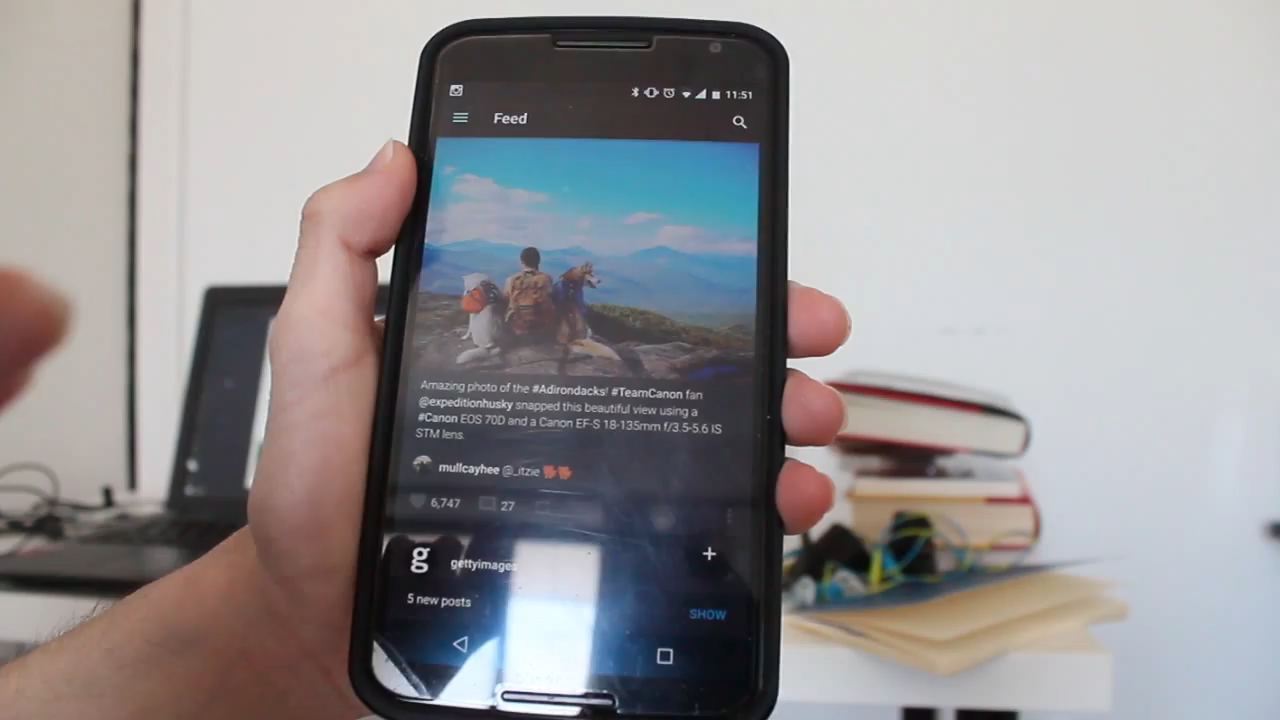 11:51
Feed
Amazing photo of the #Adirondacks! #TeamCanon fan
@expeditionhusky snapped this beautiful view using a
#Canon EOS 70D and a Canon EF-S 18-135mm f/3.5-5.6 IS
STM lens.
mullcayhee @_itzie
6,747 27
g gettyimages +
5 new posts
SHOW